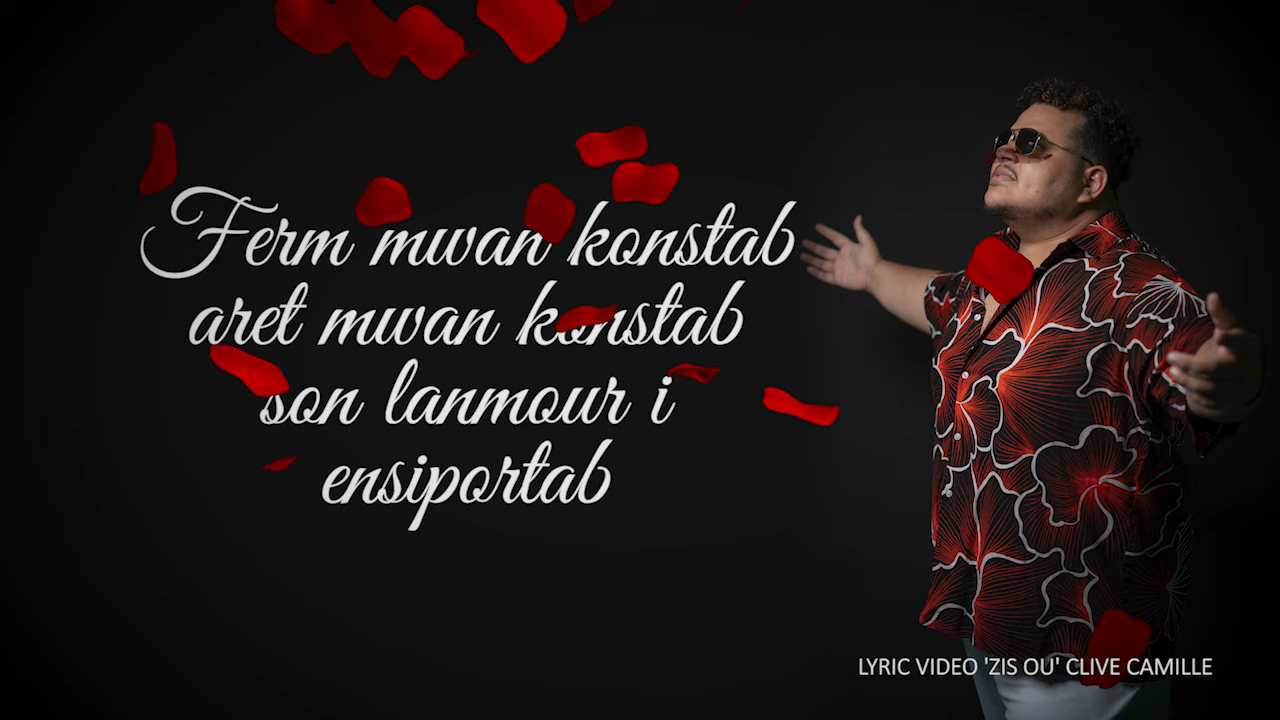 Ferm mwan konstab
aret mwan konstab
son lanmour i
ensiportab
LYRIC VIDEO 'ZIS OU' CLIVE CAMILLE